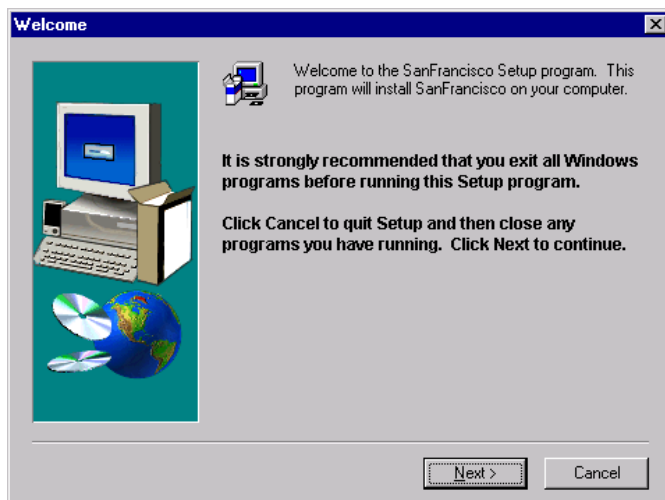 Welcome
Welcome to the SanFrancisco Setup program. This
program will install SanFrancisco on your computer.
It is strongly recommended that you exit all Windows
programs before running this Setup program.
Click Cancel to quit Setup and then close any
programs you have running. Click Next to continue.
Next >
Cancel